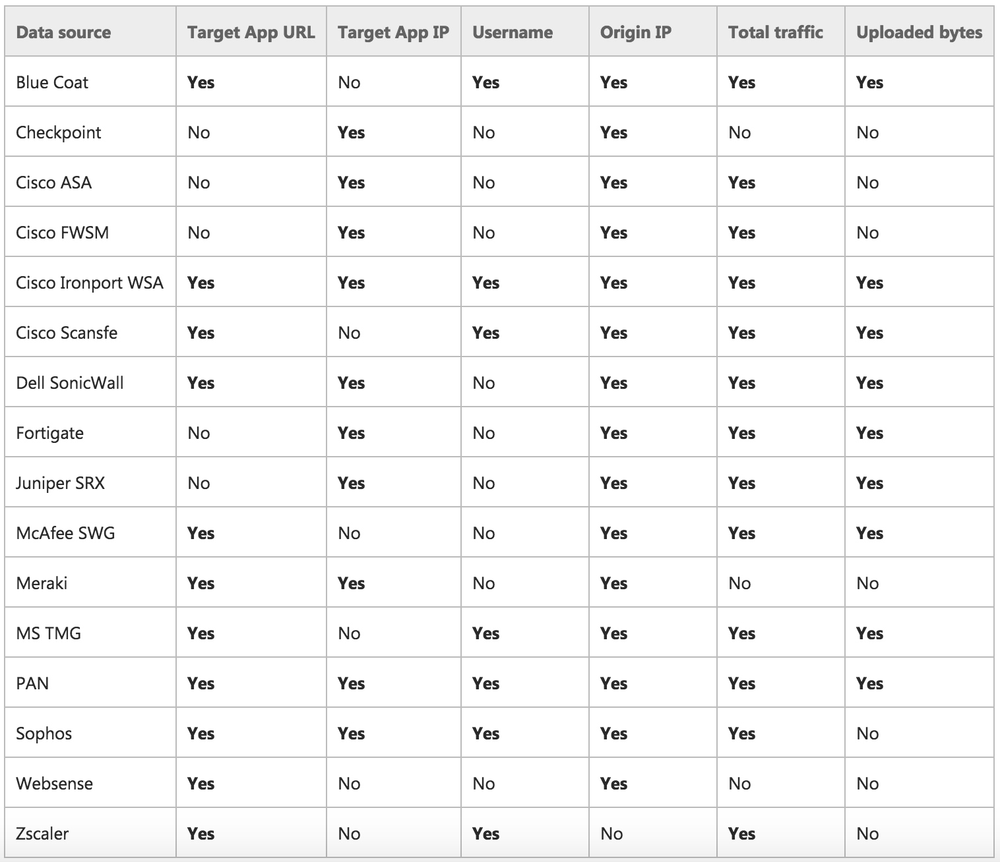 Data source Target App URL Target App IP Username Origin IP Total traffic Uploaded bytes
Blue Coat Yes No Yes Yes Yes Yes
Checkpoint No Yes No Yes No No
Cisco ASA No Yes No Yes Yes No
Cisco FWSM No Yes No Yes Yes No
Cisco Ironport WSA Yes Yes Yes Yes Yes Yes
Cisco Scansfe Yes No Yes Yes Yes Yes
Dell SonicWall Yes Yes No Yes Yes Yes
Fortigate No Yes No Yes Yes Yes
Juniper SRX No Yes No Yes Yes Yes
McAfee SWG Yes No No Yes Yes Yes
Meraki Yes Yes No Yes No No
MS TMG Yes No Yes Yes Yes Yes
PAN Yes Yes Yes Yes Yes Yes
Sophos Yes Yes Yes Yes Yes No
Websense Yes No No Yes No No
Zscaler Yes No Yes No Yes No